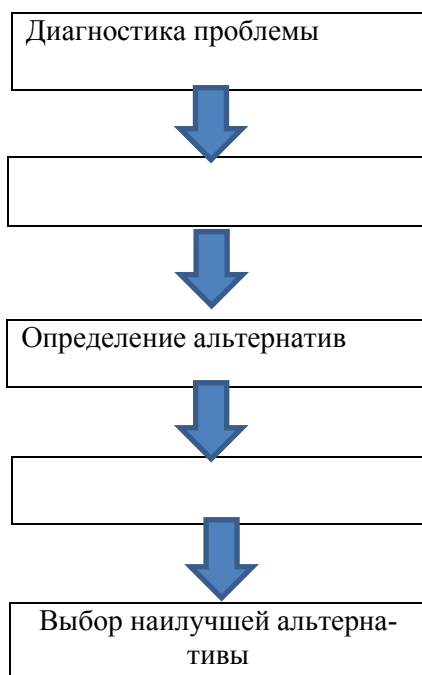 Диагностика проблемы
Определение альтернатив
Выбор наилучшей альтерна-
тивы